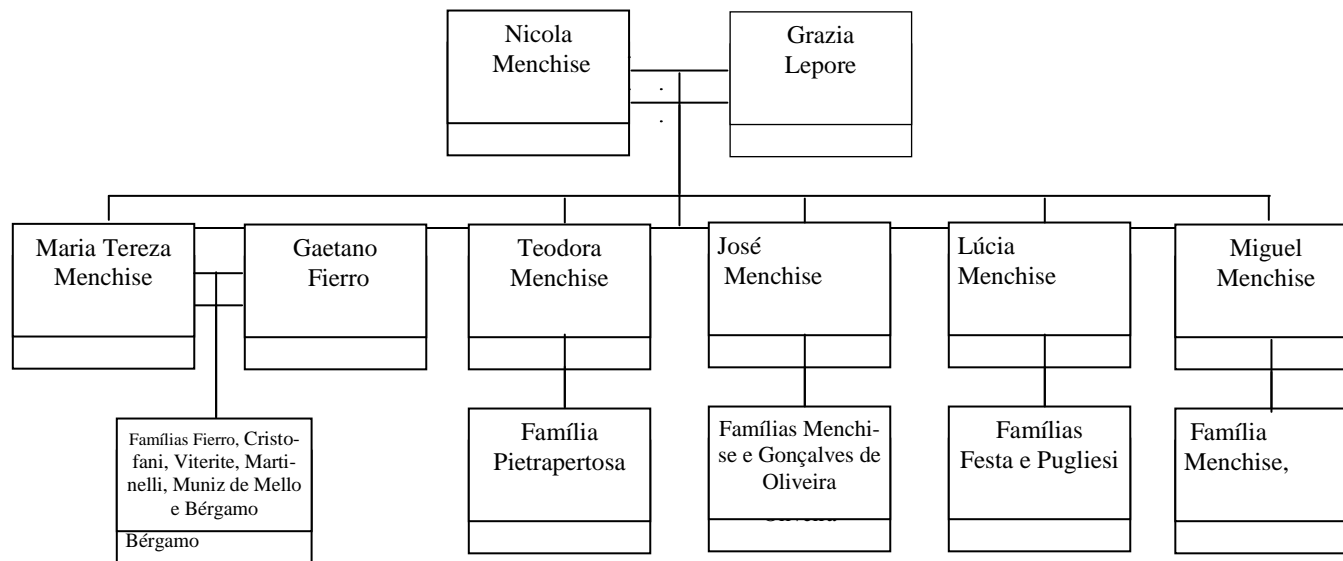 Nicola
Menchise
Grazia
Lepore
Maria Tereza
Menchise
Gaetano
Fierro
Teodora
Menchise
José
Menchise
Lúcia
Menchise
Miguel
Menchise
Famílias Fierro, Cristo-
fani, Viterite, Marti-
nelli, Muniz de Mello
e Bérgamo
Bérgamo
Família
Pietrapertosa
Famílias Menchi-
se e Gonçalves de
Oliveira
Famílias
Festa e Pugliesi
Família
Menchise,